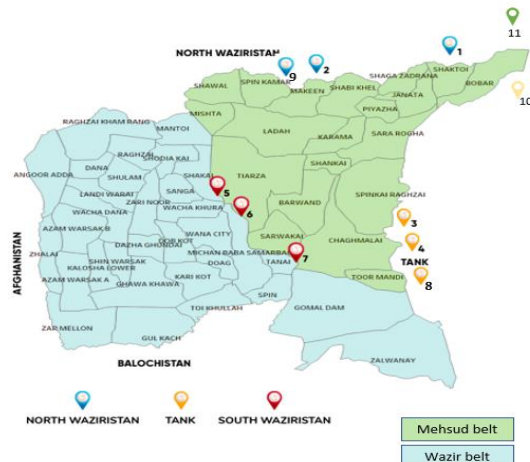 11
NORTH WAZIRISTAN
1
2
9
SHAKTOI
SPIN KAMAR
SHAWAL
MAKEEN
SHABI KHEL
SHAGA ZADRANA
BOBAR
10
JANATA
PIYAZHA
MISHTA
RAGHZAI KHAM RANG
MANTOI
LADAH
KARAMA
SARA ROGHA
RAGHZAI
SHODIA KAI
SHANKAI
DANA
ANGOOR ADDA
SHULAM
SHAKAI
5
TIARZA
LANDI WARAI
SANGA
SPINKAI RAGHZAI
ZARI NOOR
WACHA KHURA
6
BARWAND
WACHA DANA
3
AZAM WARSAK B
WANA CITY
SARWAKAI
CHAGHMALAI
4
DAZHA GHUNDAI
GOR KOT
MICHAN BABA
SAMARBAGH
7
ZHALAI
SHIN WARSAK
DOAG
TANAI
TANK
KALOSHA LOWER
KARI KOT
TOOR MANDI
8
AZAM WARSAK A
GHAWA KHAWA
SPIN
GOMAL DAM
AFGHANISTAN
TOI KHULLAH
ZAR MELLON
GUL KACH
ZALWANAY
BALOCHISTAN
NORTH WAZIRISTAN
TANK
SOUTH WAZIRISTAN
Mehsud belt
Wazir belt